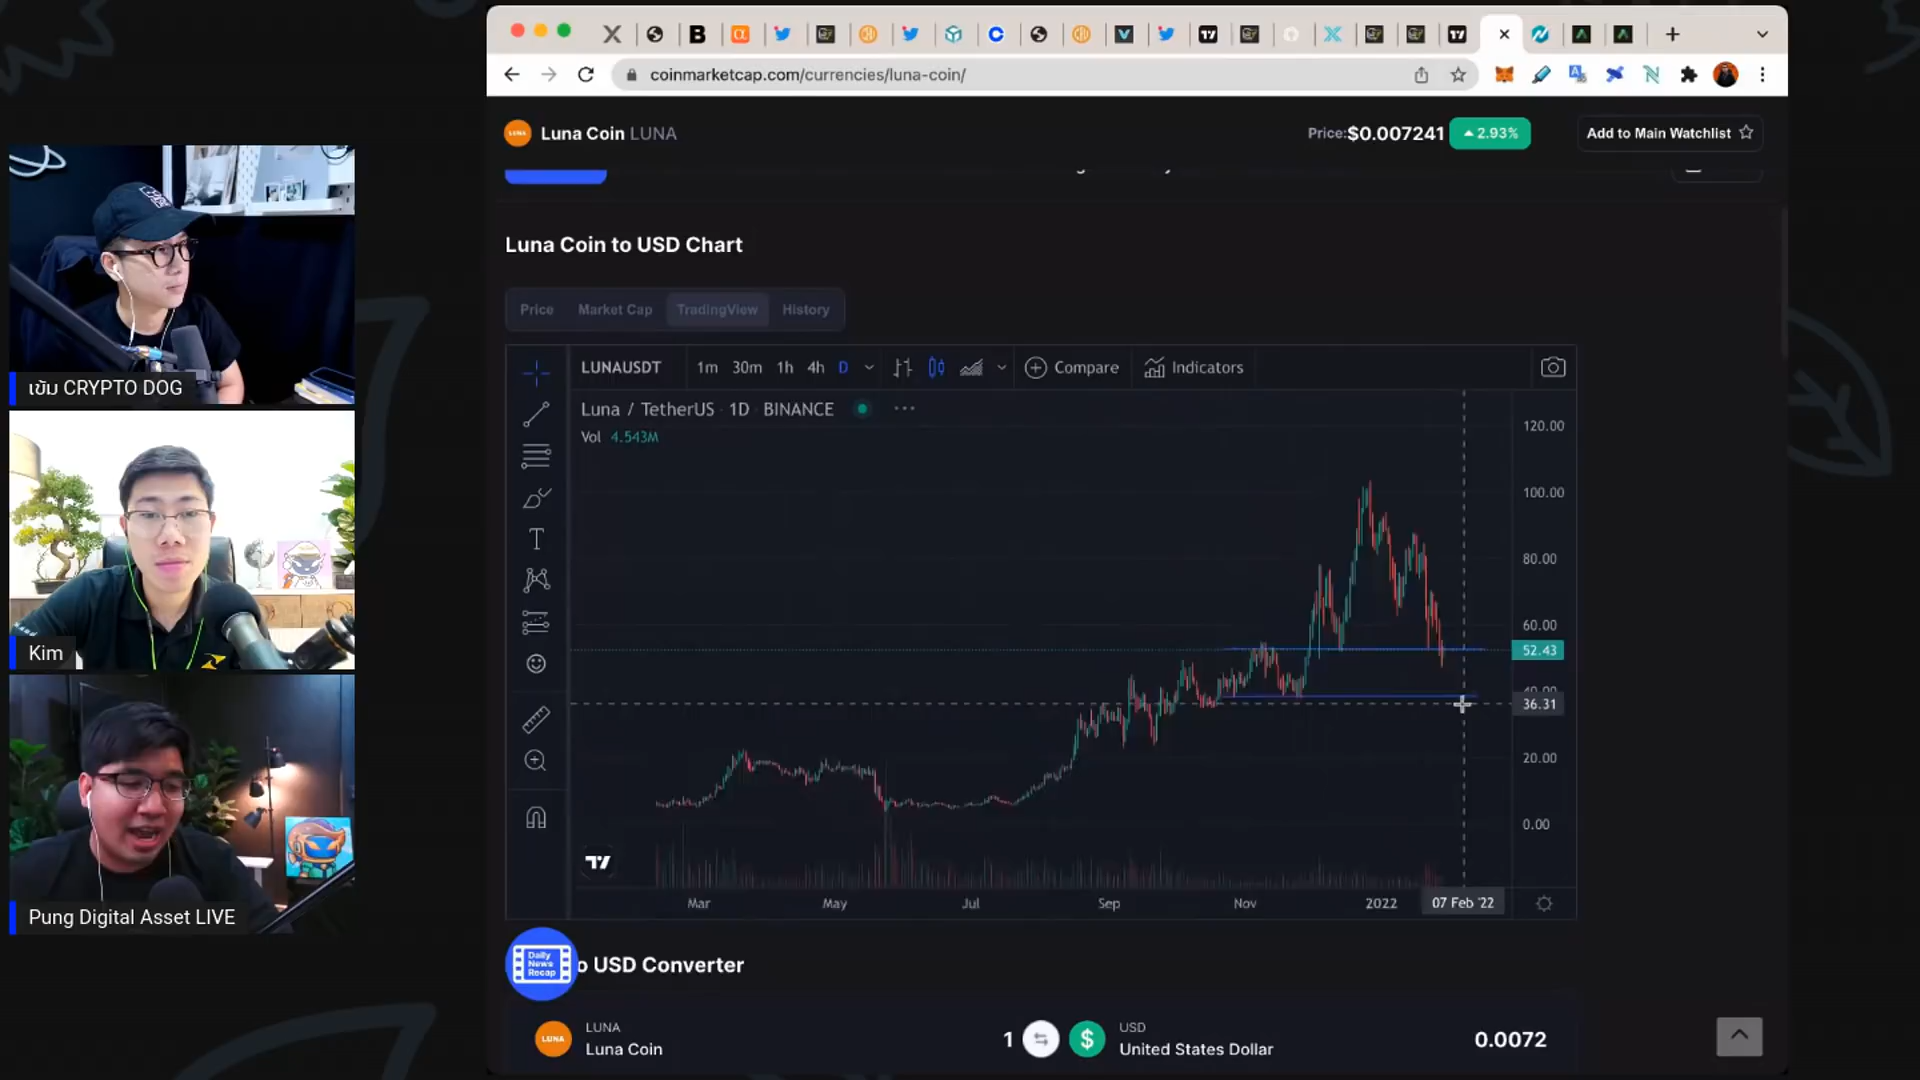 coinmarketcap.com/currencies/luna-coin/
Luna Coin LUNA
Price:$0.007241
2.93%
Add to Main Watchlist
Luna Coin to USD Chart
Price
Market Cap
TradingView
History
LUNAUSDT
1m
30m
1h
4h
D
Compare
Indicators
Luna / TetherUS · 1D · BINANCE
Vol 4.543M
120.00
100.00
80.00
60.00
52.43
40.00
36.31
20.00
0.00
Mar
May
Jul
Sep
Nov
2022
07 Feb '22
เข้ม CRYPTO DOG
Kim
Pung Digital Asset LIVE
Daily
News
Recap
o USD Converter
LUNA
LUNA
Luna Coin
1
USD
United States Dollar
0.0072